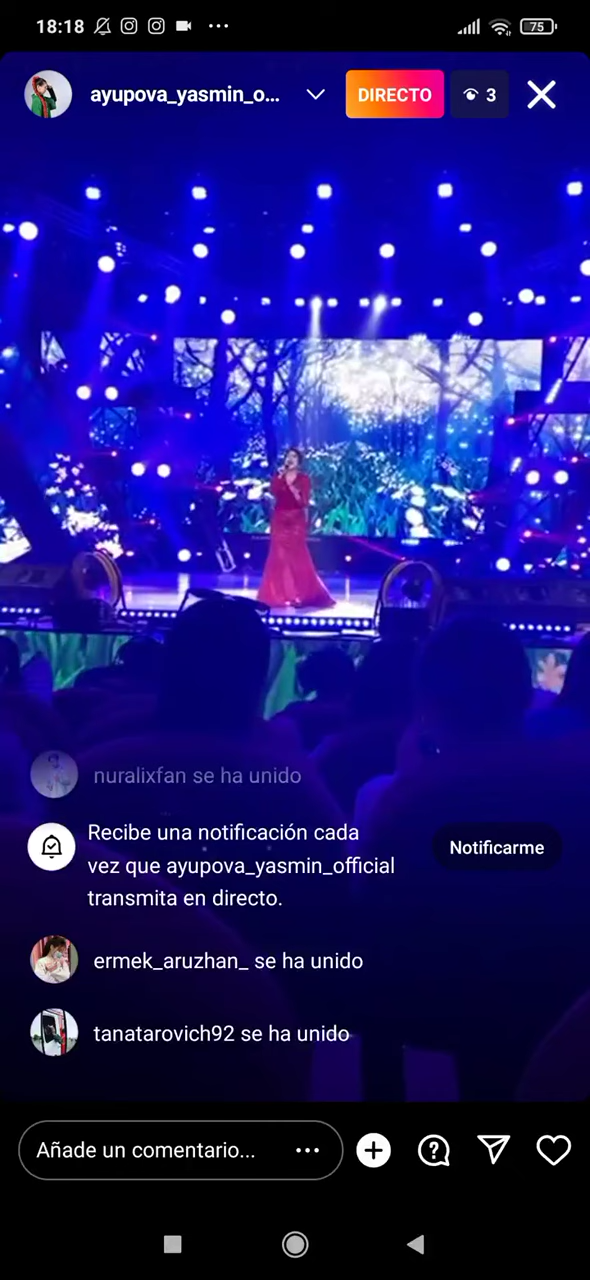 18:18
75
ayupova_yasmin_o...
DIRECTO
3
nuralixfan se ha unido
Recibe una notificación cada
vez que ayupova_yasmin_official
transmita en directo.
Notificarme
ermek_aruzhan_ se ha unido
tanatarovich92 se ha unido
Añade un comentario...